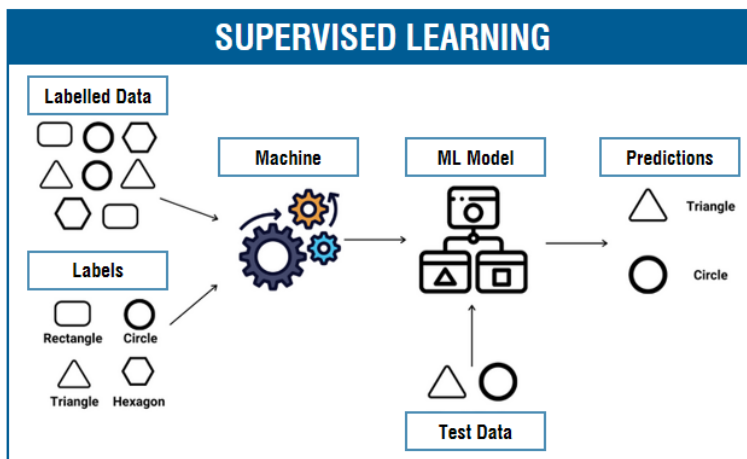 SUPERVISED LEARNING
Labelled Data
Machine
ML Model
Predictions
Triangle
Circle
Labels
Rectangle Circle
Triangle Hexagon
Test Data